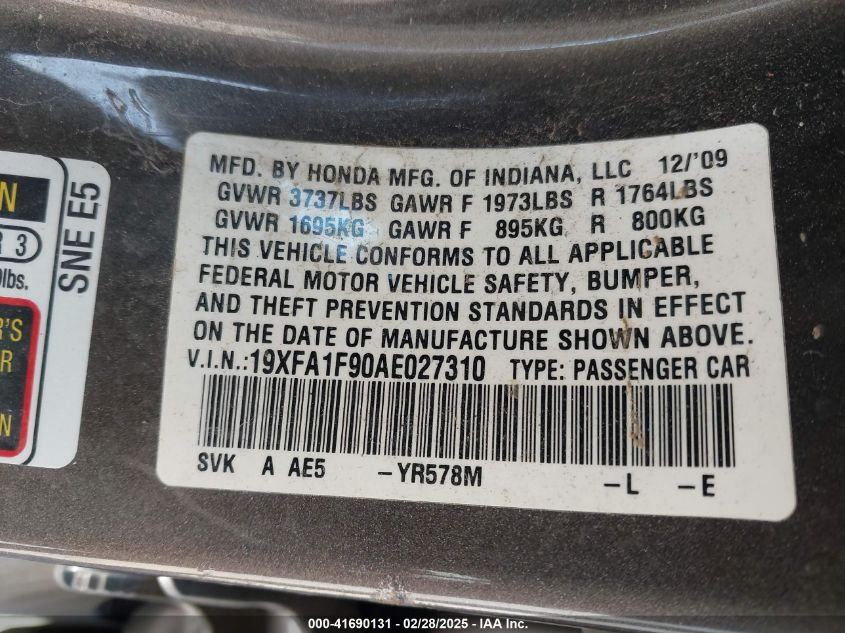 MFD. BY HONDA MFG. OF INDIANA, LLC 12/'09
GVWR 3737LBS GAWR F 1973LBS R 1764LBS
GVWR 1695KG GAWR F 895KG R 800KG
THIS VEHICLE CONFORMS TO ALL APPLICABLE
FEDERAL MOTOR VEHICLE SAFETY, BUMPER,
AND THEFT PREVENTION STANDARDS IN EFFECT
ON THE DATE OF MANUFACTURE SHOWN ABOVE.
V.I.N.:19XFA1F90AE027310 TYPE: PASSENGER CAR
SVK A AE5 -YR578M -L -E
SNE E5
N
R 3
lbs.
R'S
R
N
000-41690131 - 02/28/2025 - IAA Inc.